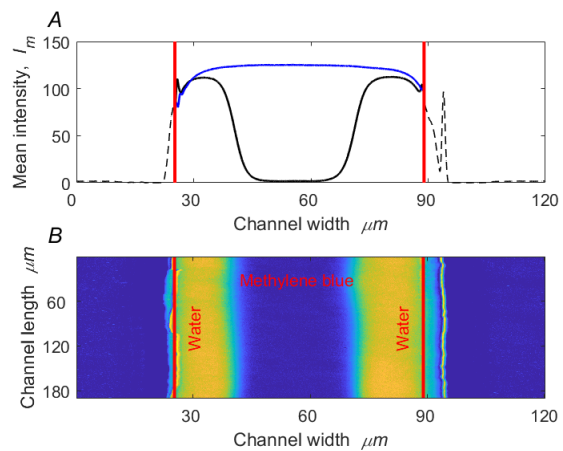 A
Mean intensity, I_m
150
100
50
0
30
60
90
120
Channel width μm
B
Channel length μm
60
120
180
Methylene blue
Water
Water
30
60
90
120
Channel width μm